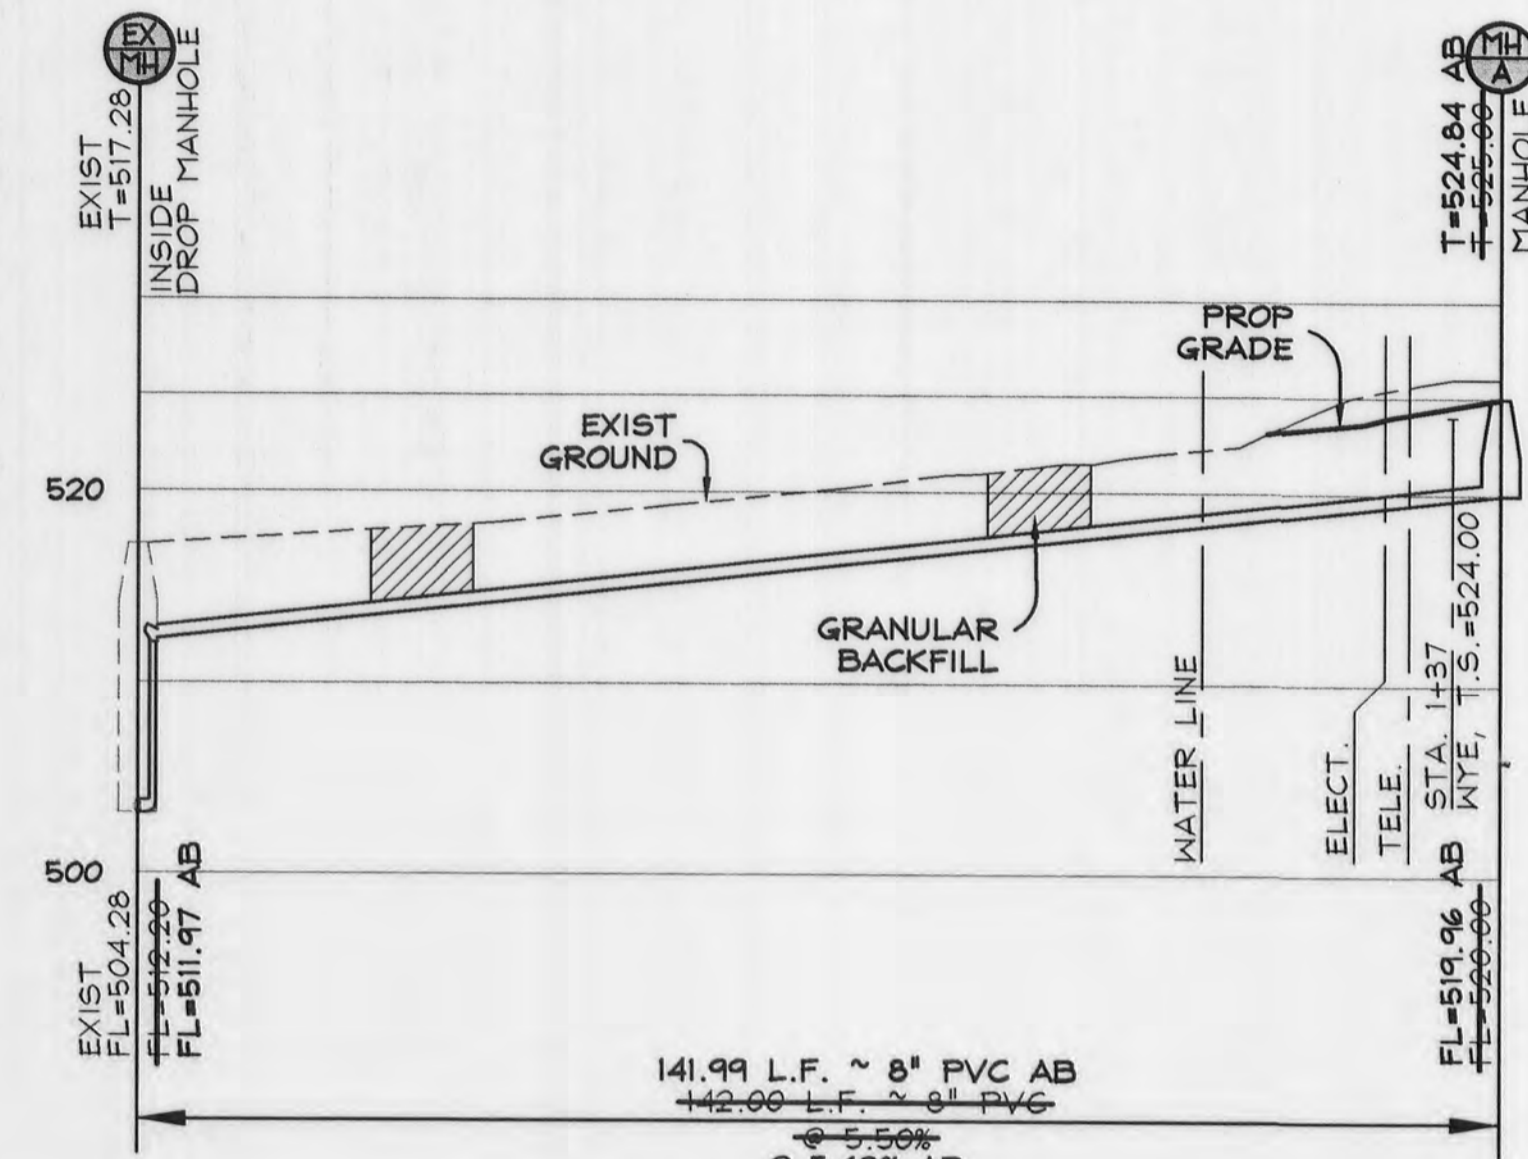 EX
MH
EXIST
T=517.28
INSIDE
DROP MANHOLE
MH
A
T=524.84 AB
T=525.00
MANHOLE
PROP
GRADE
EXIST
GROUND
520
GRANULAR
BACKFILL
WATER LINE
ELECT.
TELE.
STA. 1+37
WYE, T.S.=524.00
500
EXIST
FL=504.28
FL=512.20
FL=511.97 AB
FL=519.96 AB
FL=520.00
141.99 L.F. ~ 8" PVC AB
142.00 L.F. ~ 8" PVC
@ 5.50%